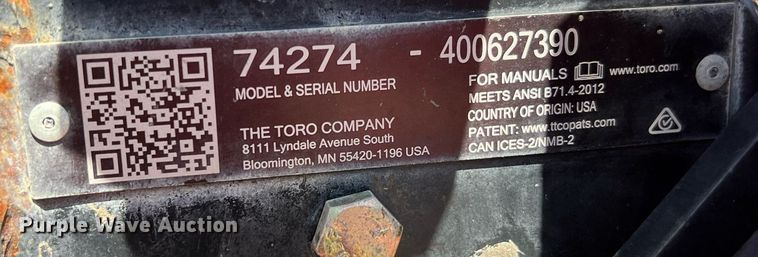 74274 - 400627390
MODEL & SERIAL NUMBER
THE TORO COMPANY
8111 Lyndale Avenue South
Bloomington, MN 55420-1196 USA
FOR MANUALS www.toro.com
MEETS ANSI B71.4-2012
COUNTRY OF ORIGIN: USA
PATENT: www.ttcopats.com
CAN ICES-2/NMB-2
Purple Wave Auction